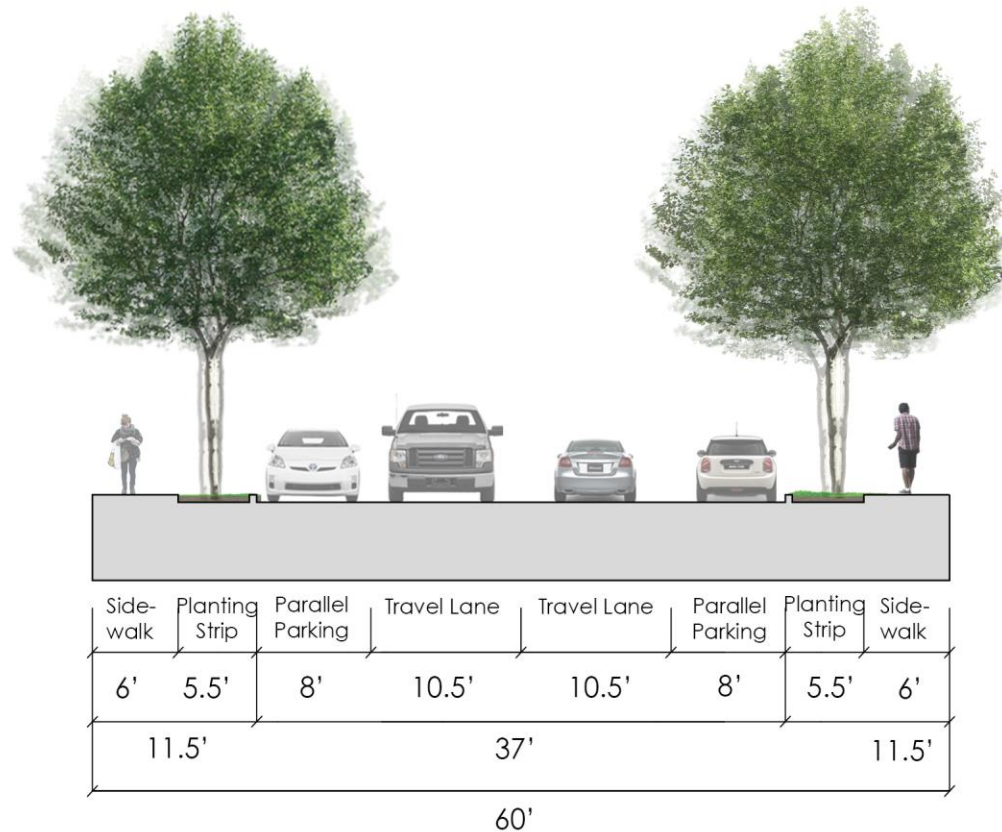 Side-
walk
Planting
Strip
Parallel
Parking
Travel Lane
Travel Lane
Parallel
Parking
Planting
Strip
Side-
walk
6’ 5.5’ 8’ 10.5’ 10.5’ 8’ 5.5’ 6’
11.5’ 37’ 11.5’
60’